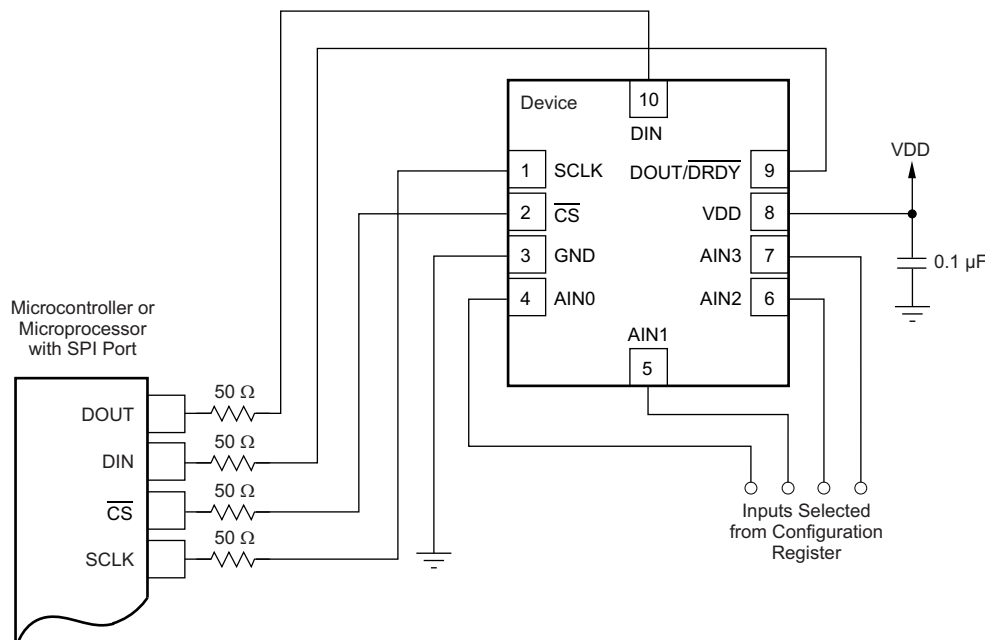 Device
10
DIN
1
SCLK
DOUT/DRDY
9
2
CS
VDD
8
3
GND
AIN3
7
4
AIN0
AIN2
6
AIN1
5
VDD
0.1 µF
Microcontroller or
Microprocessor
with SPI Port
DOUT
50 Ω
DIN
50 Ω
CS
50 Ω
SCLK
50 Ω
Inputs Selected
from Configuration
Register